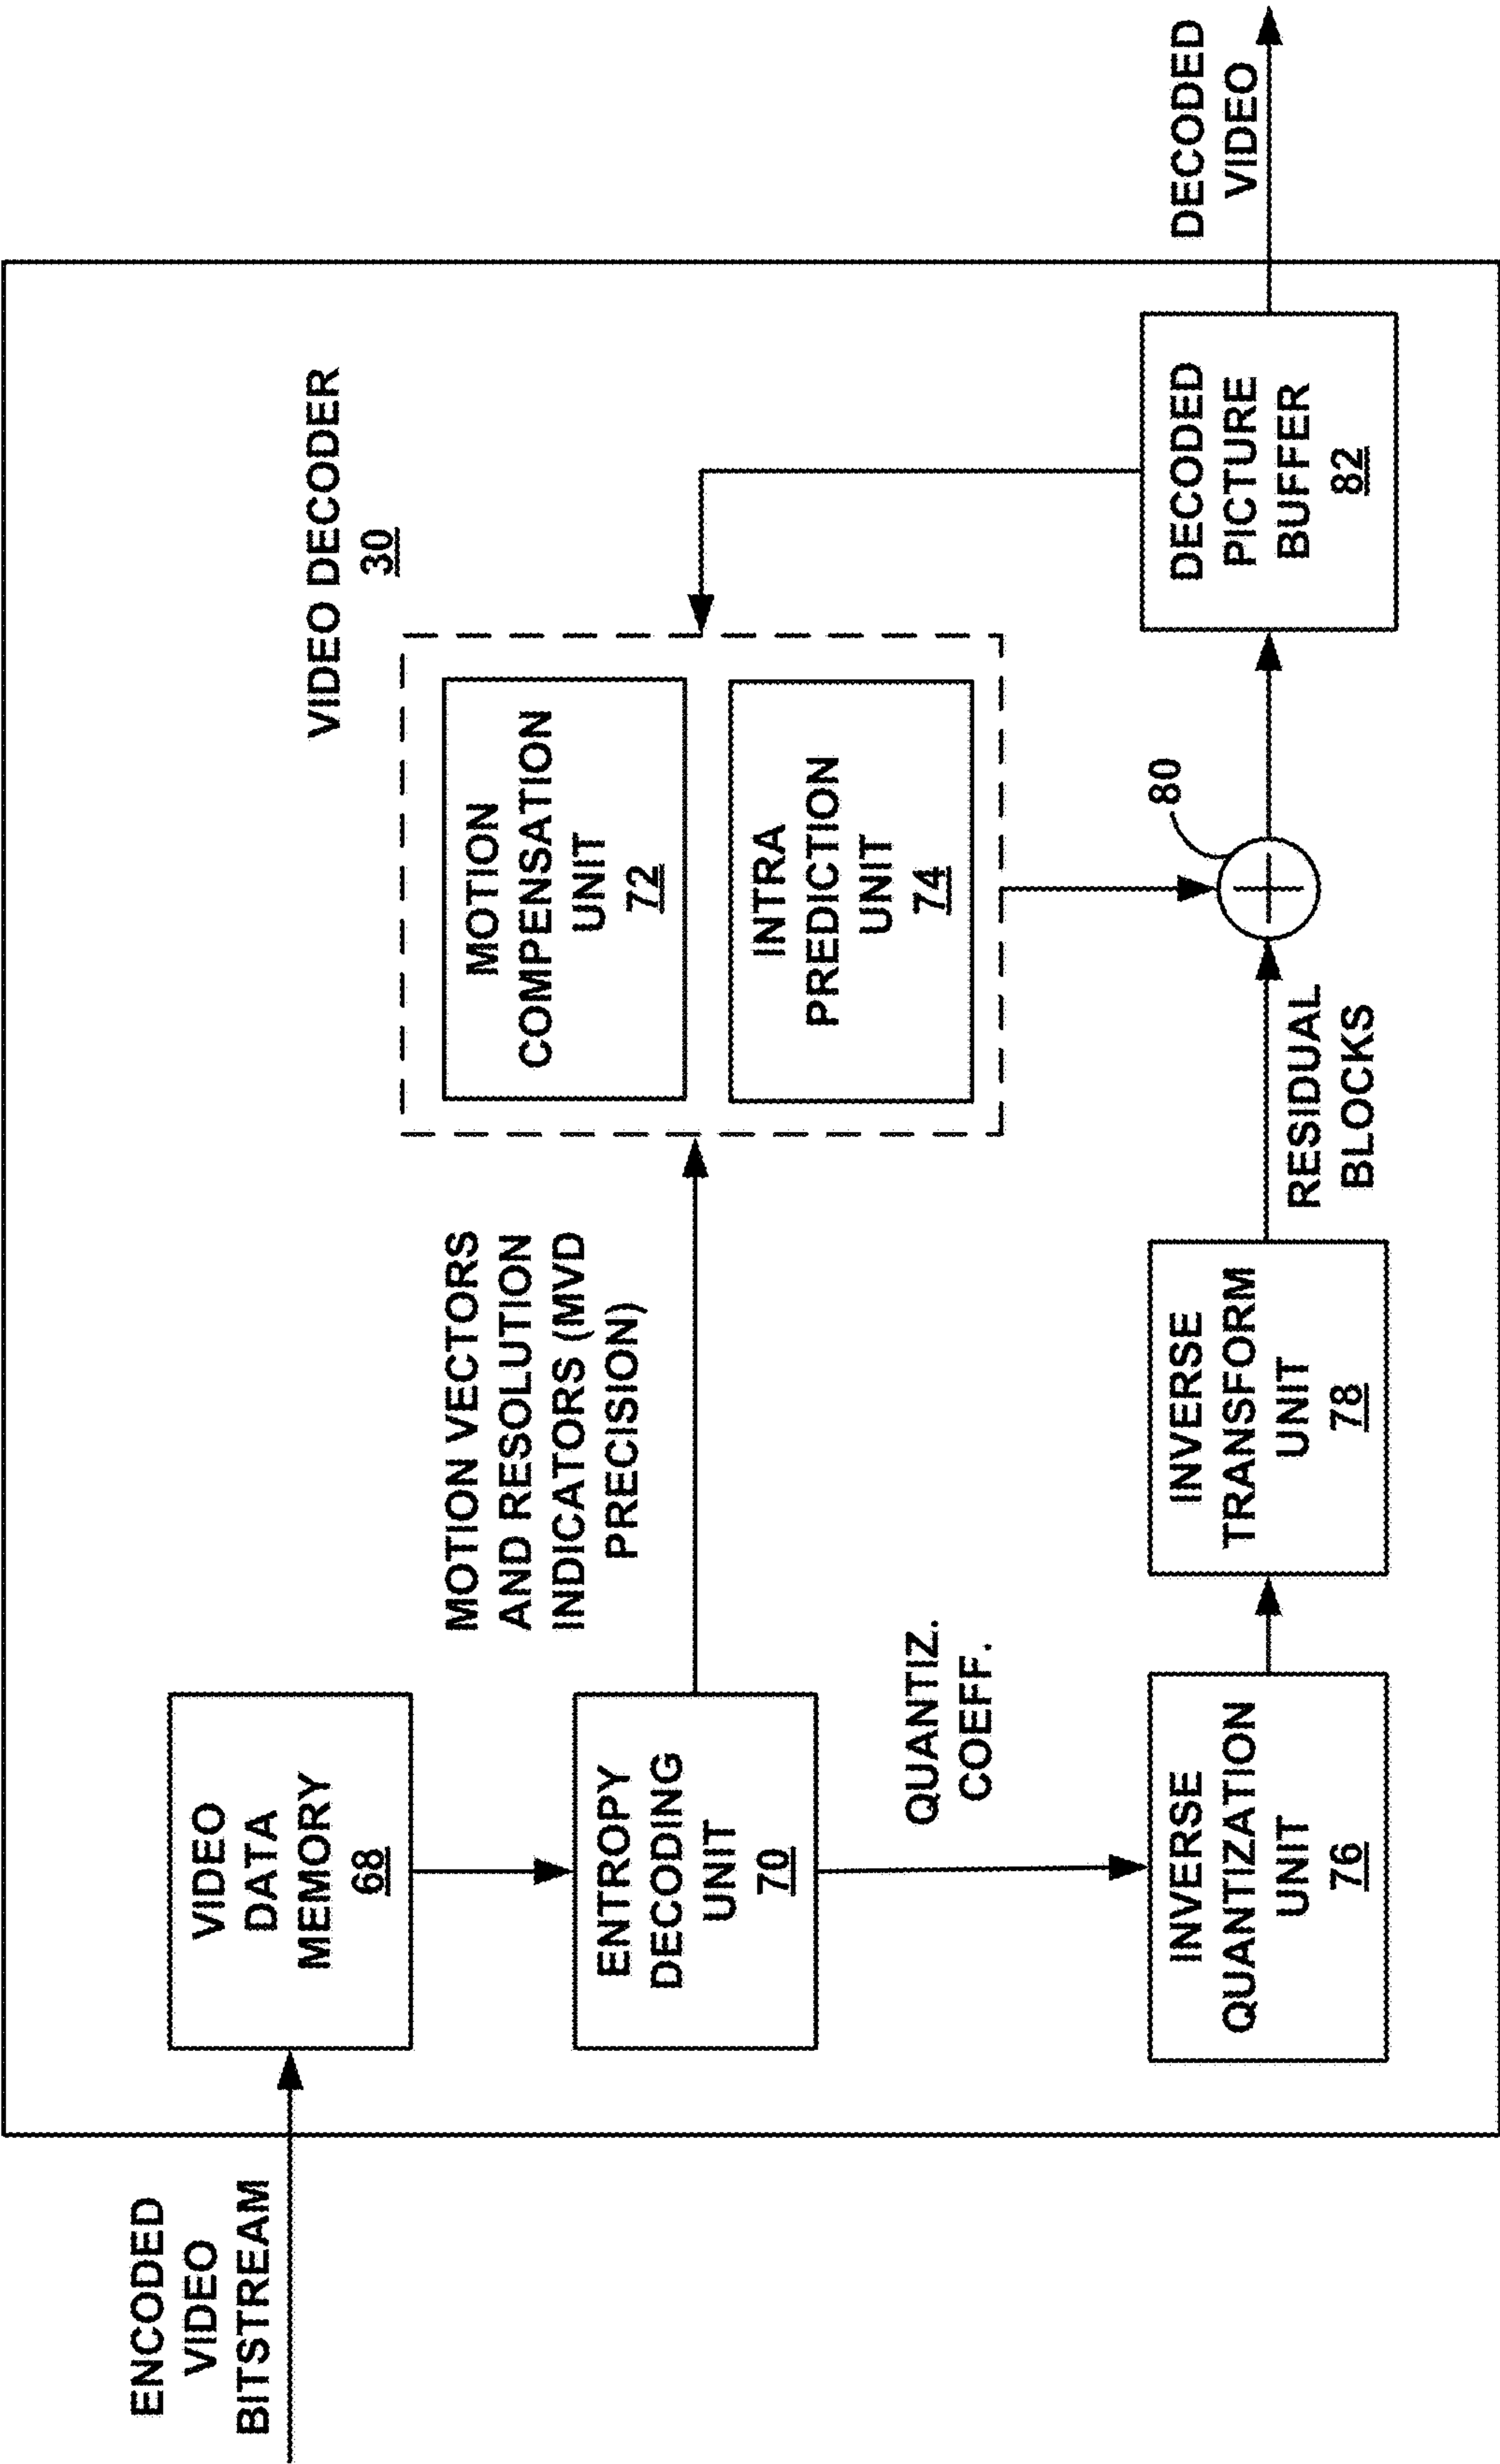 ENCODED
VIDEO
BITSTREAM
VIDEO
DATA
MEMORY
68
ENTROPY
DECODING
UNIT
70
QUANTIZ.
COEFF.
INVERSE
QUANTIZATION
UNIT
76
MOTION VECTORS
AND RESOLUTION
INDICATORS (MVD
PRECISION)
INVERSE
TRANSFORM
UNIT
78
RESIDUAL
BLOCKS
VIDEO DECODER
30
MOTION
COMPENSATION
UNIT
72
INTRA
PREDICTION
UNIT
74
80
DECODED
PICTURE
BUFFER
82
DECODED
VIDEO